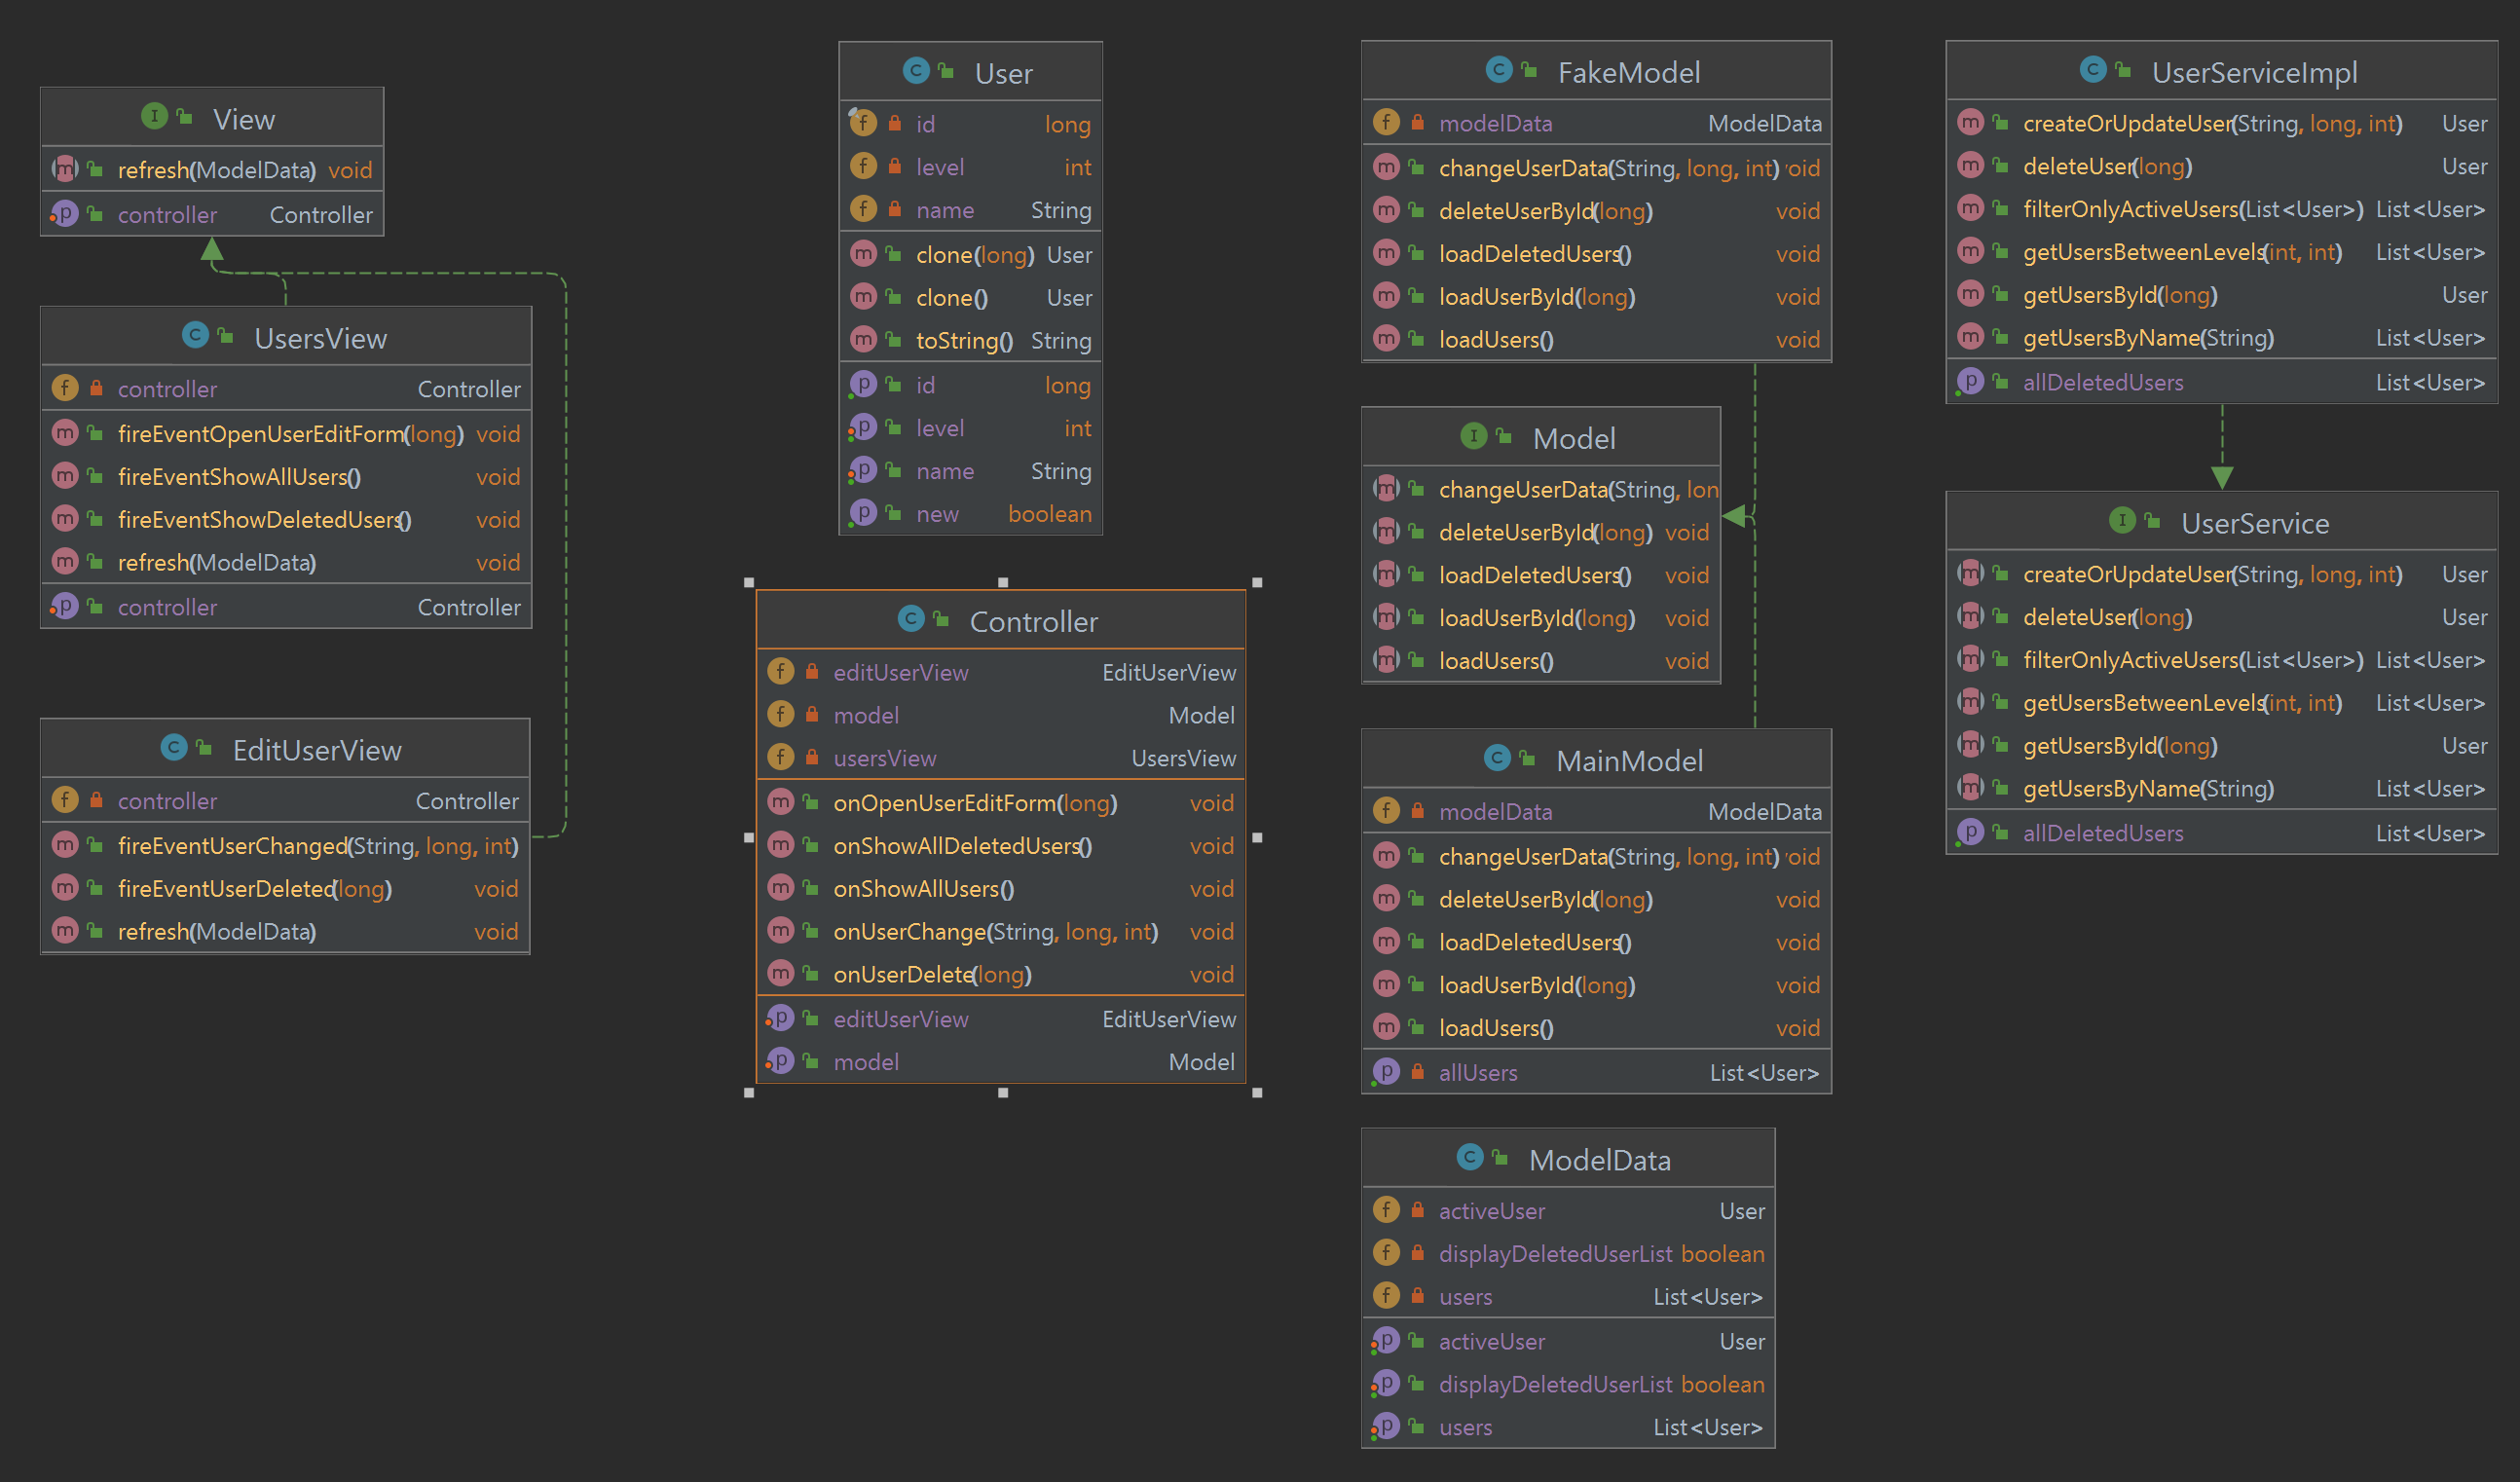 View
refresh(ModelData) void
controller Controller
UsersView
controller Controller
fireEventOpenUserEditForm(long) void
fireEventShowAllUsers() void
fireEventShowDeletedUsers() void
refresh(ModelData) void
controller Controller
EditUserView
controller Controller
fireEventUserChanged(String, long, int)
fireEventUserDeleted(long) void
refresh(ModelData) void
User
id long
level int
name String
clone(long) User
clone() User
toString() String
id long
level int
name String
new boolean
Controller
editUserView EditUserView
model Model
usersView UsersView
onOpenUserEditForm(long) void
onShowAllDeletedUsers() void
onShowAllUsers() void
onUserChange(String, long, int) void
onUserDelete(long) void
editUserView EditUserView
model Model
FakeModel
modelData ModelData
changeUserData(String, long, int) void
deleteUserById(long) void
loadDeletedUsers() void
loadUserById(long) void
loadUsers() void
Model
changeUserData(String, lon
deleteUserById(long) void
loadDeletedUsers() void
loadUserById(long) void
loadUsers() void
MainModel
modelData ModelData
changeUserData(String, long, int) void
deleteUserById(long) void
loadDeletedUsers() void
loadUserById(long) void
loadUsers() void
allUsers List<User>
ModelData
activeUser User
displayDeletedUserList boolean
users List<User>
activeUser User
displayDeletedUserList boolean
users List<User>
UserServiceImpl
createOrUpdateUser(String, long, int) User
deleteUser(long) User
filterOnlyActiveUsers(List<User>) List<User>
getUsersBetweenLevels(int, int) List<User>
getUsersById(long) User
getUsersByName(String) List<User>
allDeletedUsers List<User>
UserService
createOrUpdateUser(String, long, int) User
deleteUser(long) User
filterOnlyActiveUsers(List<User>) List<User>
getUsersBetweenLevels(int, int) List<User>
getUsersById(long) User
getUsersByName(String) List<User>
allDeletedUsers List<User>